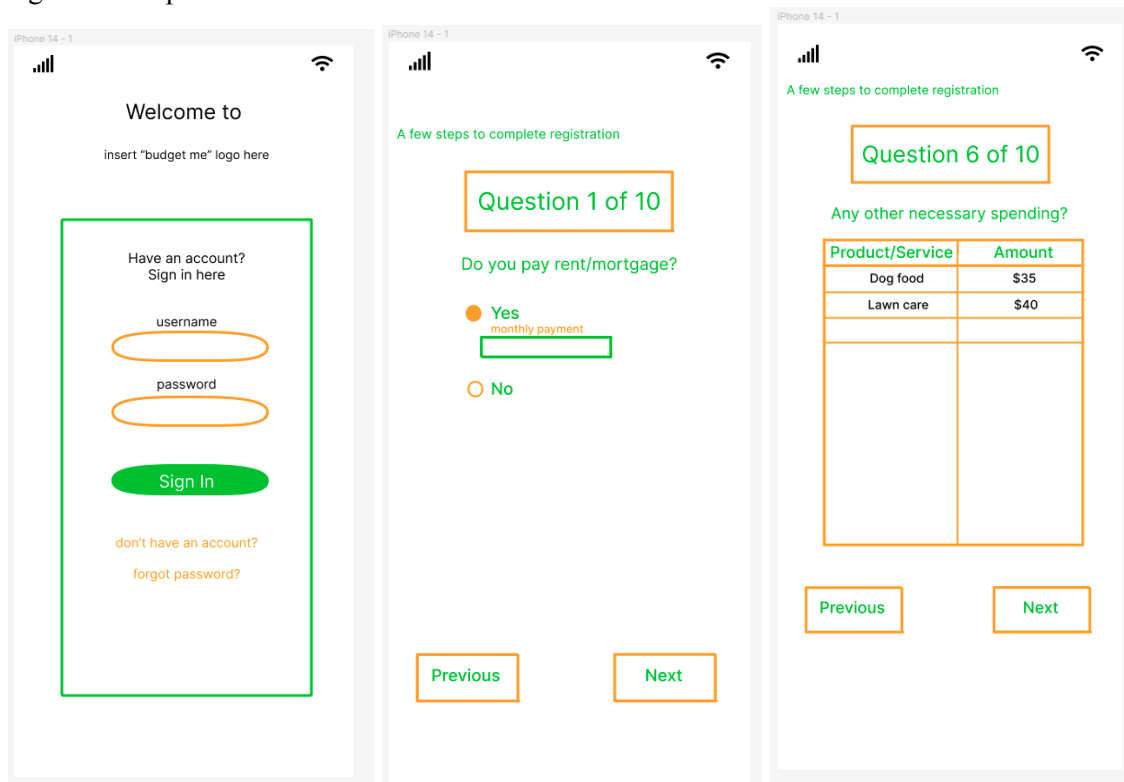 iPhone 14 - 1
Welcome to
insert “budget me” logo here
Have an account?
Sign in here
username
password
Sign In
don’t have an account?
forgot password?
iPhone 14 - 1
A few steps to complete registration
Question 1 of 10
Do you pay rent/mortgage?
Yes
monthly payment
No
Previous Next
iPhone 14 - 1
A few steps to complete registration
Question 6 of 10
Any other necessary spending?
Product/Service Amount
Dog food $35
Lawn care $40
Previous Next